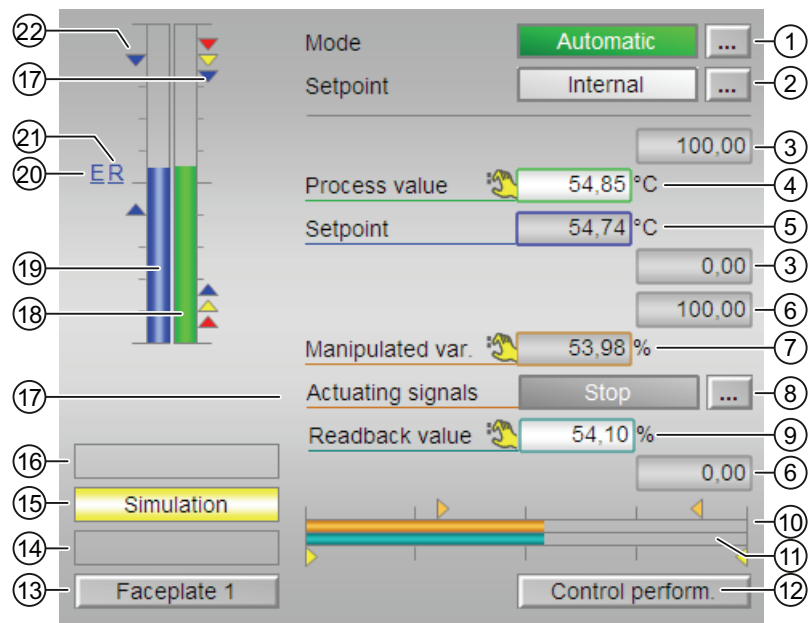 22 Mode Automatic ... 1
17 Setpoint Internal ... 2
21 100,00 3
20 E R Process value 54,85 °C 4
Setpoint 54,74 °C 5
19 0,00 3
18 100,00 6
Manipulated var. 53,98 % 7
17 Actuating signals Stop ... 8
Readback value 54,10 % 9
16 0,00 6
15 Simulation 10
14 11
13 Faceplate 1 Control perform. 12